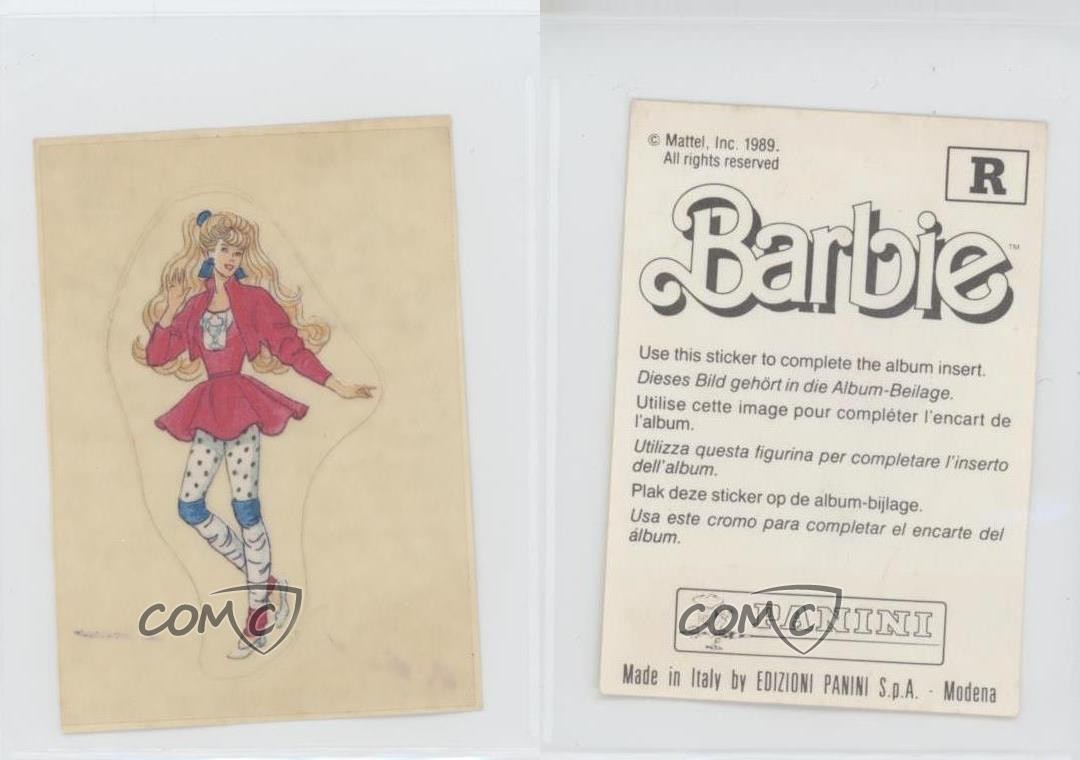 © Mattel, Inc. 1989.
All rights reserved
R
Barbie™
Use this sticker to complete the album insert.
Dieses Bild gehört in die Album-Beilage.
Utilise cette image pour compléter l'encart de
l'album.
Utilizza questa figurina per completare l'inserto
dell'album.
Plak deze sticker op de album-bijlage.
Usa este cromo para completar el encarte del
álbum.
PANINI
Made in Italy by EDIZIONI PANINI S.p.A. - Modena
COMC
COMC